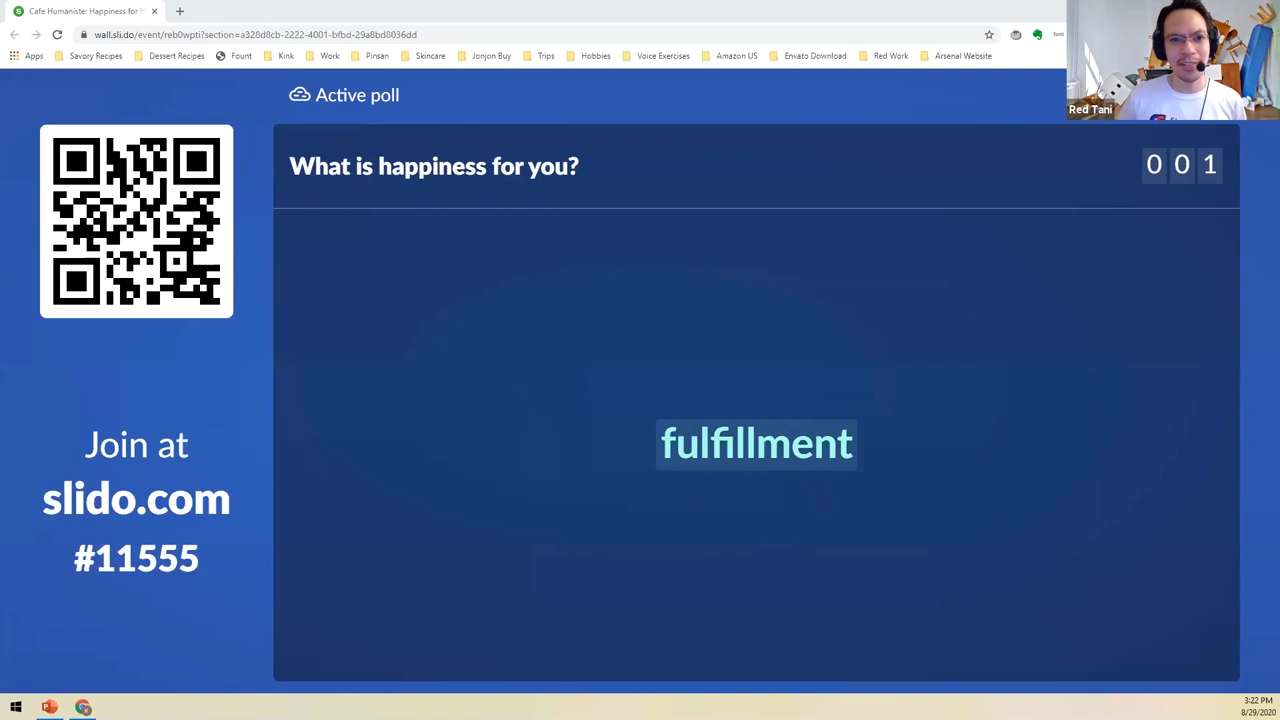 Cafe Humaniste: Happiness for H
wall.sli.do/event/reb0wpti?section=a328d8cb-2222-4001-bfbd-29a8bd8036dd
Apps Savory Recipes Dessert Recipes Fount Kink Work Pinsan Skincare Jonjon Buy Trips Hobbies Voice Exercises Amazon US Envato Download Red Work Arsenal Website
Red Tani
Active poll
What is happiness for you?
0 0 1
fulfillment
Join at
slido.com
#11555
3:22 PM
8/29/2020